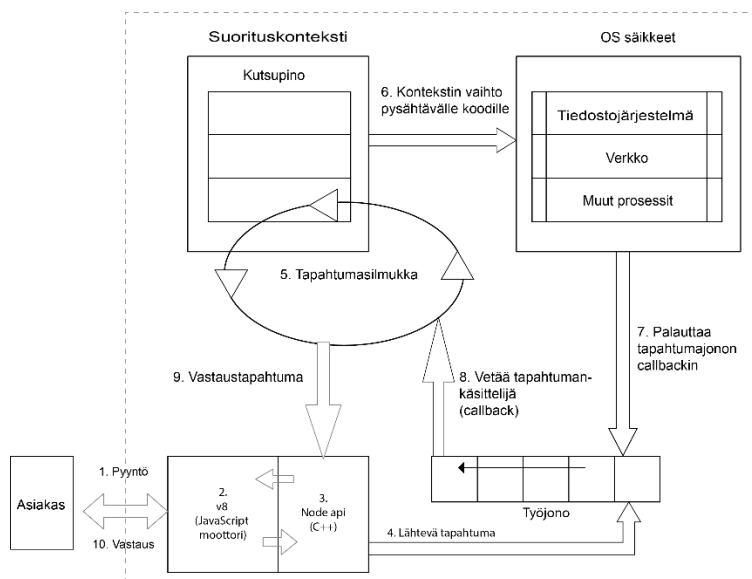 Suorituskonteksti
OS säikkeet
Kutsupino
6. Kontekstin vaihto
pysähtävälle koodille
Tiedostojärjestelmä
Verkko
Muut prosessit
5. Tapahtumasilmukka
7. Palauttaa
tapahtumajonon
callbackin
9. Vastaustapahtuma
8. Vetää tapahtuman-
käsittelijä
(callback)
1. Pyyntö
Asiakas
10. Vastaus
2.
v8
(JavaScript
moottori)
3.
Node api
(C++)
4. Lähtevä tapahtuma
Työjono